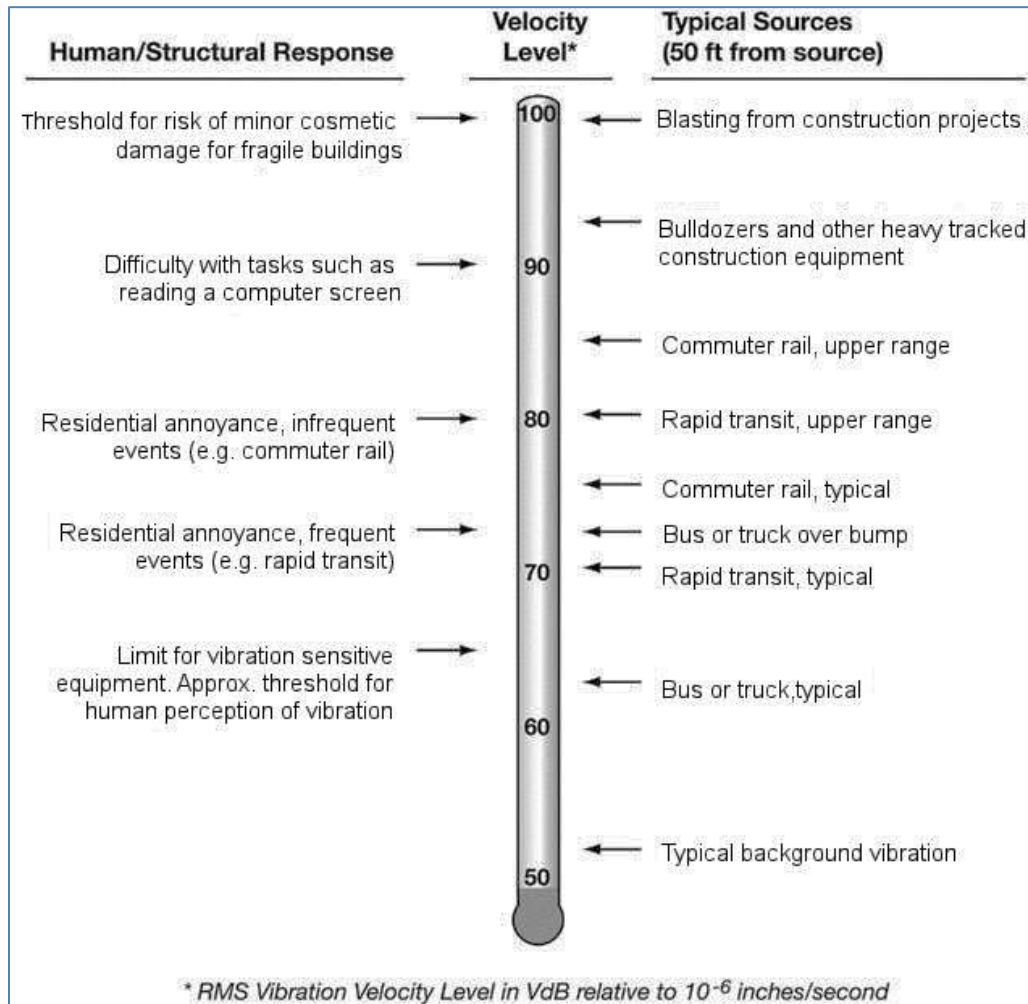 Human/Structural Response
Velocity
Level*
Typical Sources
(50 ft from source)
Threshold for risk of minor cosmetic
damage for fragile buildings
100
Blasting from construction projects
Bulldozers and other heavy tracked
construction equipment
Difficulty with tasks such as
reading a computer screen
90
Commuter rail, upper range
Residential annoyance, infrequent
events (e.g. commuter rail)
80
Rapid transit, upper range
Commuter rail, typical
Residential annoyance, frequent
events (e.g. rapid transit)
Bus or truck over bump
70
Rapid transit, typical
Limit for vibration sensitive
equipment. Approx. threshold for
human perception of vibration
Bus or truck,typical
60
Typical background vibration
50
* RMS Vibration Velocity Level in VdB relative to 10⁻⁶ inches/second